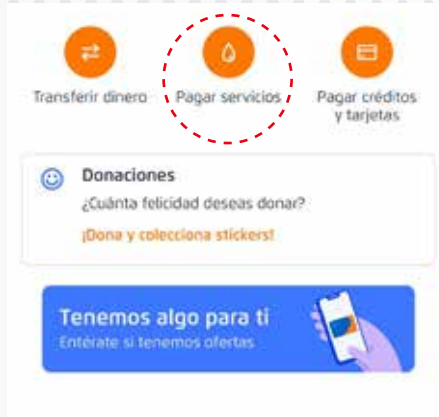 Transferir dinero
Pagar servicios
Pagar créditos
y tarjetas
Donaciones
¿Cuánta felicidad deseas donar?
¡Dona y colecciona stickers!
Tenemos algo para ti
Entérate si tenemos ofertas